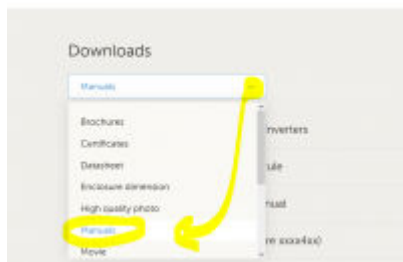 Downloads
Manuals
Brochures
nverters
Certificates
Datasheet
ule
Enclosure dimension
High quality photo
nual
Manuals
re xxxx4xx)
Movie